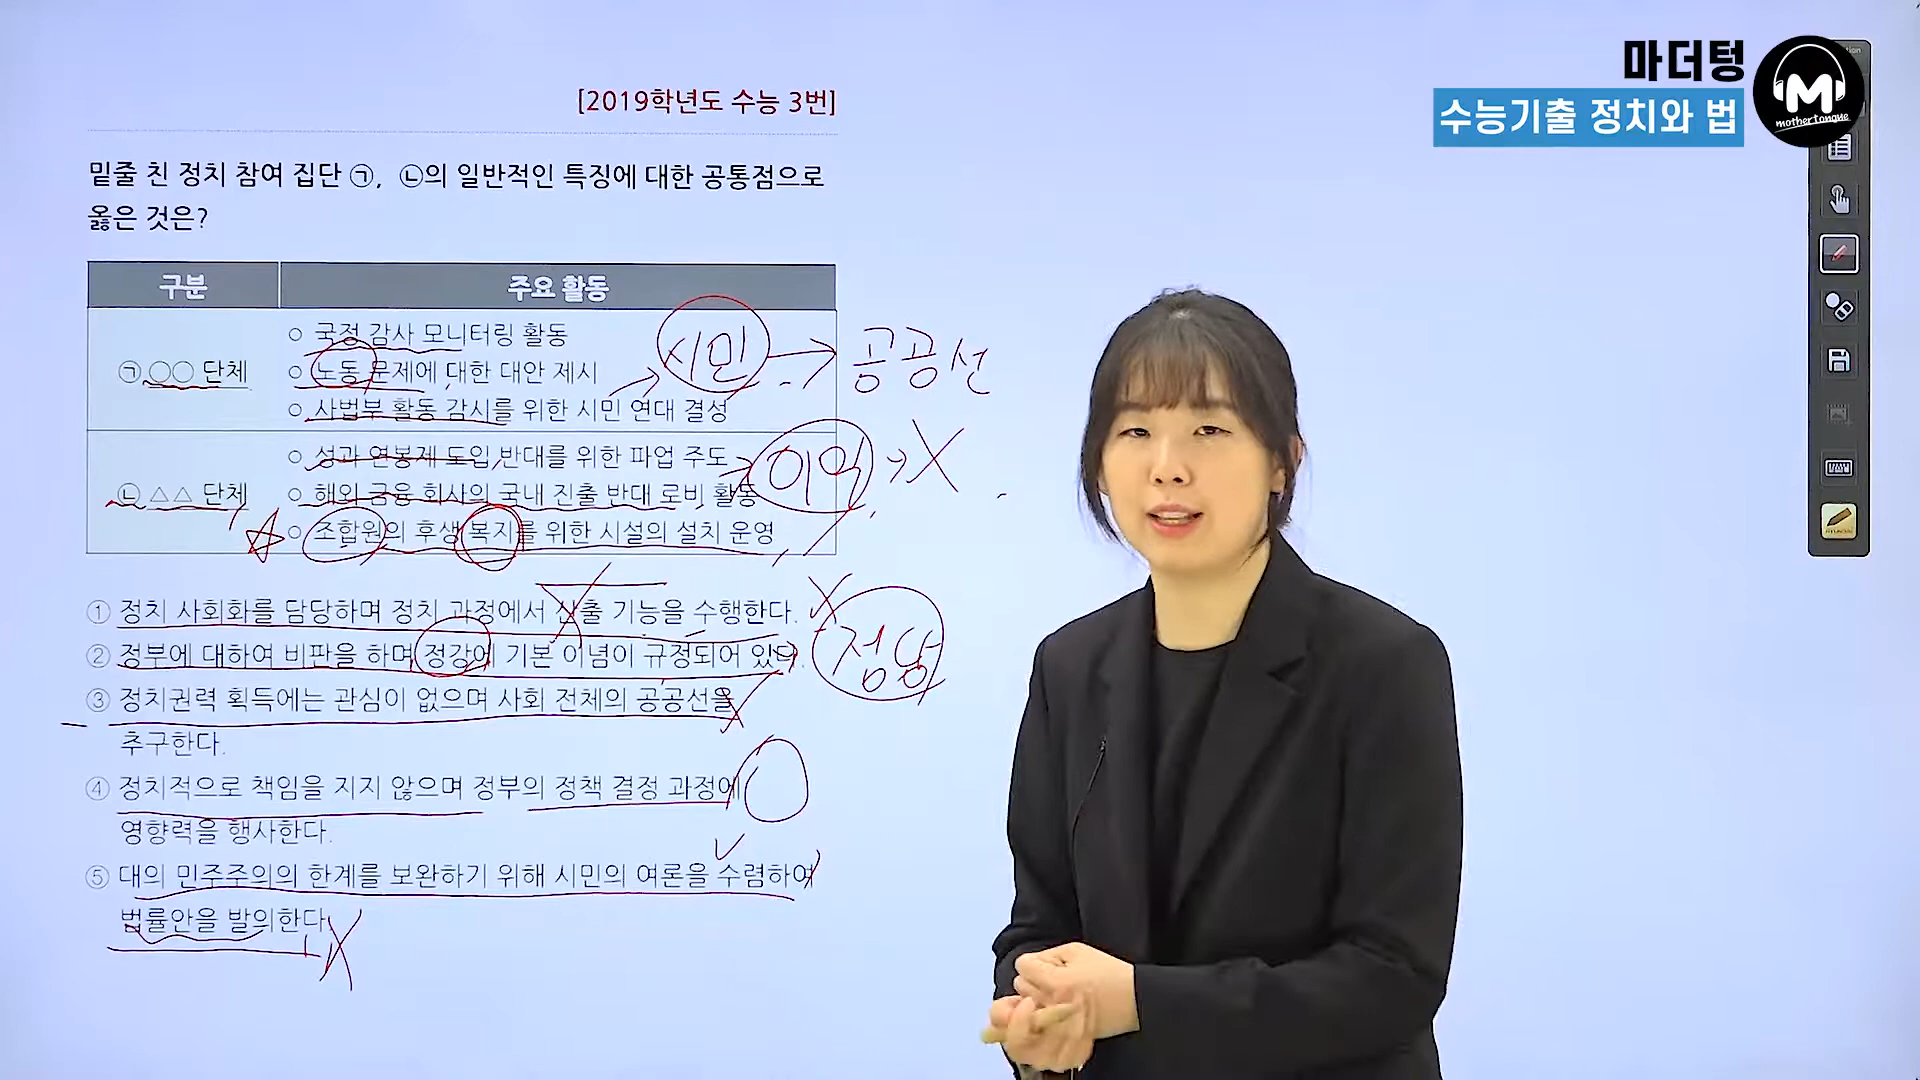 마더텅
수능기출 정치와 법
M
mothertongue
[2019학년도 수능 3번]
밑줄 친 정치 참여 집단 ㉠, ㉡의 일반적인 특징에 대한 공통점으로
옳은 것은?
구분 주요 활동
㉠ ○○ 단체
○ 국정 감사 모니터링 활동
○ 노동 문제에 대한 대안 제시
○ 사법부 활동 감시를 위한 시민 연대 결성
시민 → 공공선
㉡ △△ 단체
○ 성과 연봉제 도입 반대를 위한 파업 주도
○ 해외 금융 회사의 국내 진출 반대 로비 활동
○ 조합원의 후생 복지를 위한 시설의 설치 운영
이익 → X
① 정치 사회화를 담당하며 정치 과정에서 산출 기능을 수행한다.
② 정부에 대하여 비판을 하며 정강에 기본 이념이 규정되어 있다.
정당
③ 정치권력 획득에는 관심이 없으며 사회 전체의 공공선을
추구한다.
④ 정치적으로 책임을 지지 않으며 정부의 정책 결정 과정에
영향력을 행사한다.
⑤ 대의 민주주의의 한계를 보완하기 위해 시민의 여론을 수렴하여
법률안을 발의한다.